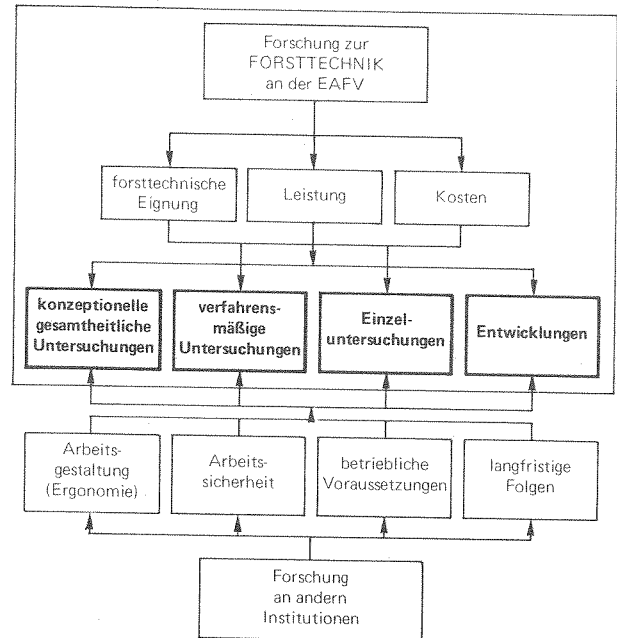 Forschung zur
FORSTTECHNIK
an der EAFV
forsttechnische
Eignung
Leistung
Kosten
konzeptionelle
gesamtheitliche
Untersuchungen
verfahrens-
mäßige
Untersuchungen
Einzel-
untersuchungen
Entwicklungen
Arbeits-
gestaltung
(Ergonomie)
Arbeits-
sicherheit
betriebliche
Voraussetzungen
langfristige
Folgen
Forschung
an andern
Institutionen